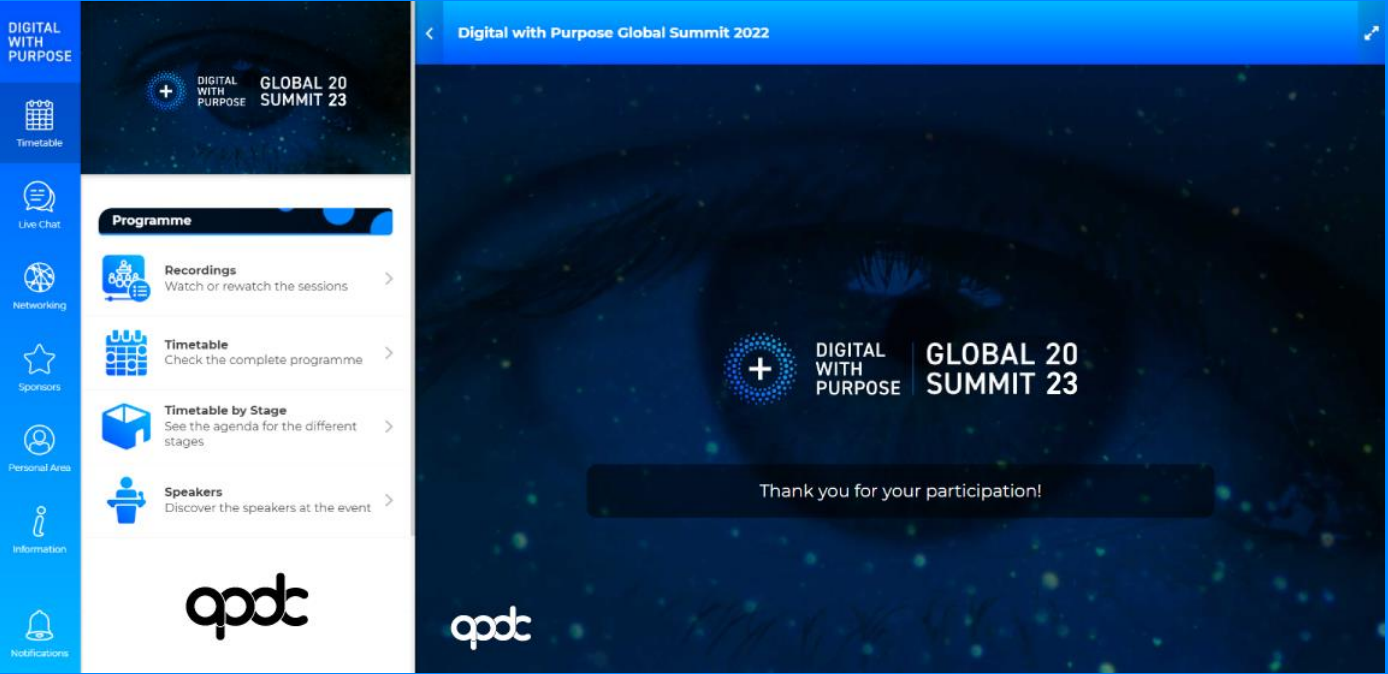 DIGITAL
WITH
PURPOSE
Timetable
Live Chat
Networking
Sponsors
Personal Area
Information
Notifications
DIGITAL
WITH
PURPOSE
GLOBAL 20
SUMMIT 23
Programme
Recordings
Watch or rewatch the sessions
Timetable
Check the complete programme
Timetable by Stage
See the agenda for the different
stages
Speakers
Discover the speakers at the event
apdc
Digital with Purpose Global Summit 2022
DIGITAL
WITH
PURPOSE
GLOBAL 20
SUMMIT 23
Thank you for your participation!
apdc